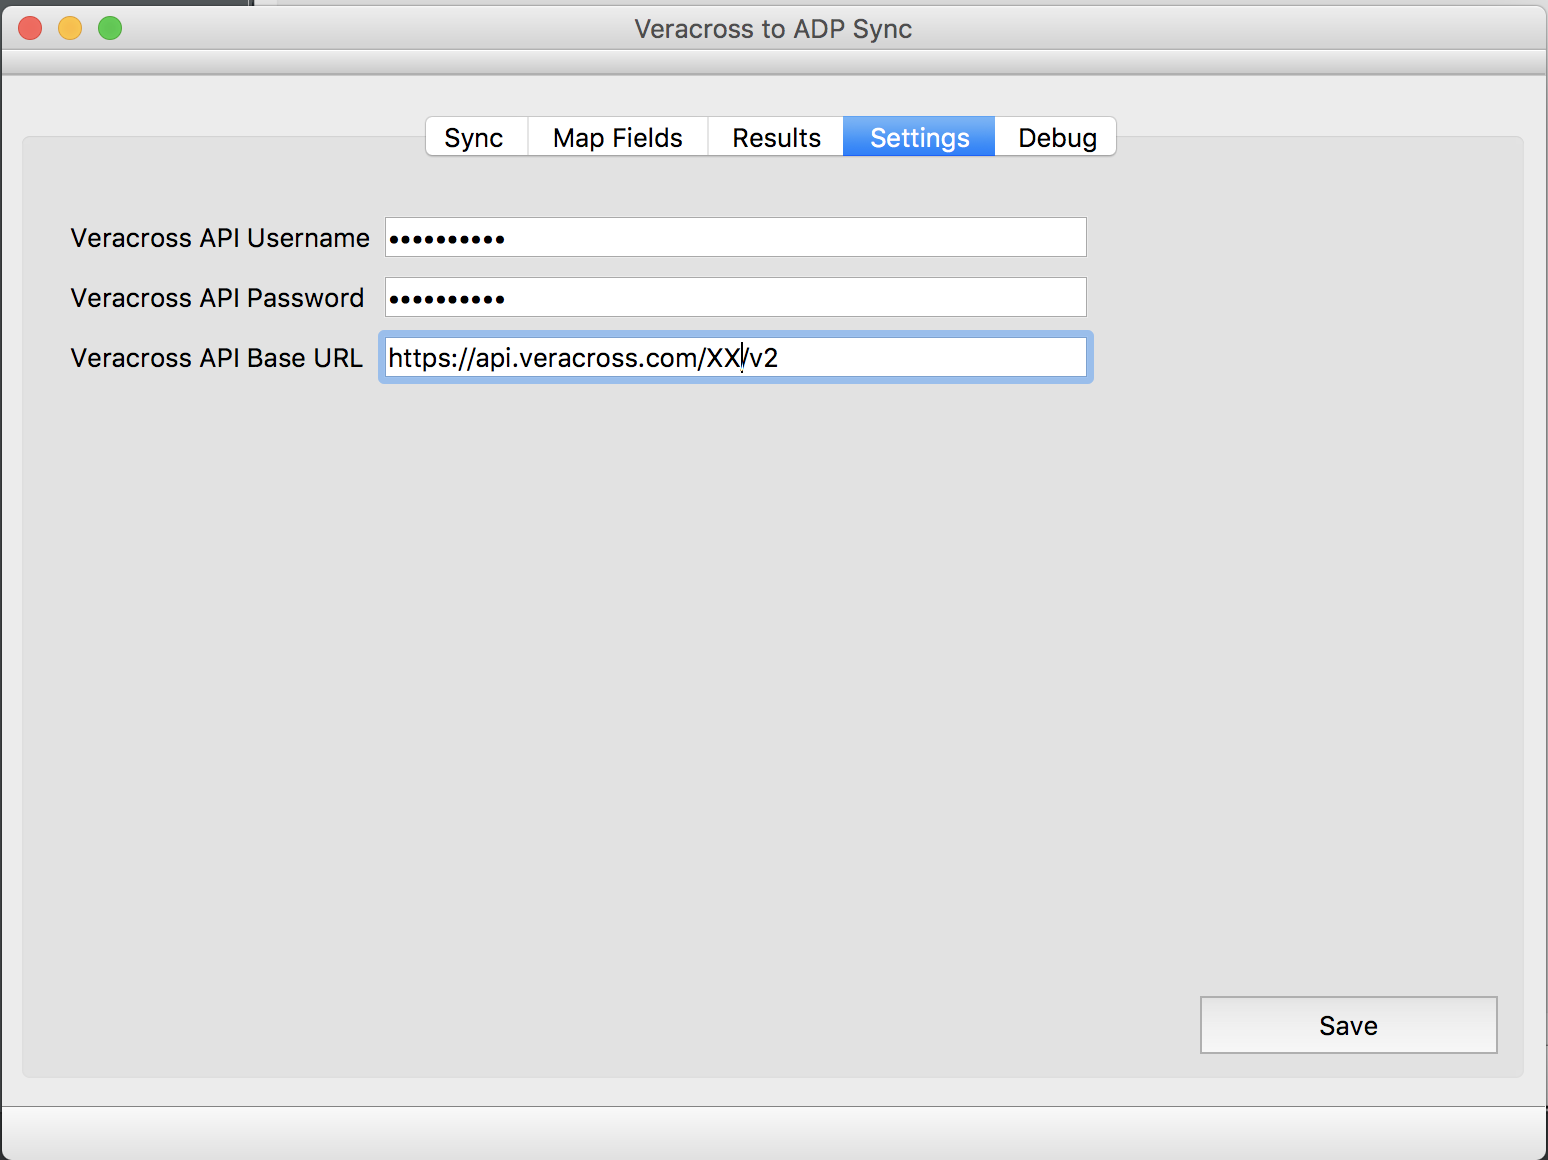 Veracross to ADP Sync
Sync Map Fields Results Settings Debug
Veracross API Username ••••••••••
Veracross API Password ••••••••••
Veracross API Base URL https://api.veracross.com/XX/v2
Save